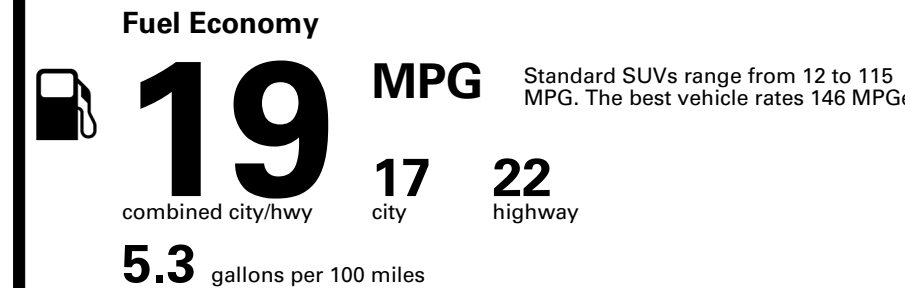 Fuel Economy
19 MPG
Standard SUVs range from 12 to 115
MPG. The best vehicle rates 146 MPGe
combined city/hwy
17 city
22 highway
5.3 gallons per 100 miles